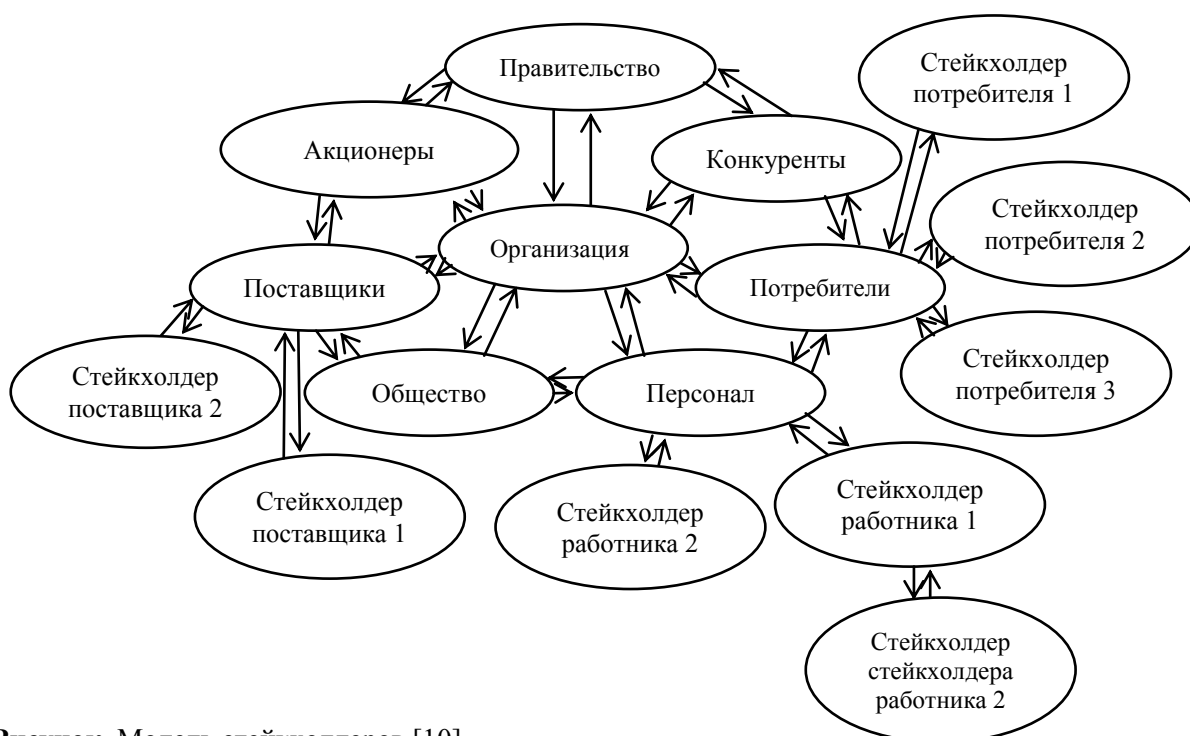 Правительство
Стейкхолдер
потребителя 1
Акционеры
Конкуренты
Стейкхолдер
потребителя 2
Организация
Поставщики
Потребители
Стейкхолдер
поставщика 2
Общество
Персонал
Стейкхолдер
потребителя 3
Стейкхолдер
поставщика 1
Стейкхолдер
работника 2
Стейкхолдер
работника 1
Стейкхолдер
стейкхолдера
работника 2
Рисунок. Модель стейкхолдеров [10]